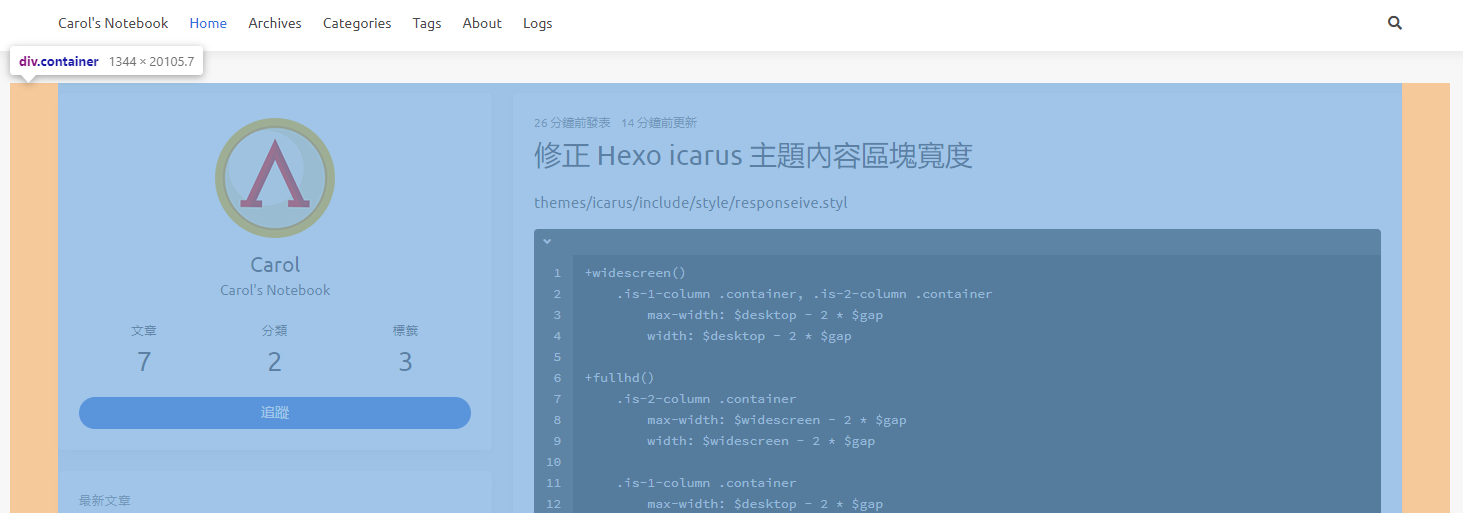 Carol's Notebook Home Archives Categories Tags About Logs
div.container 1344 × 20105.7
Carol
Carol's Notebook
文章 分類 標籤
7 2 3
追蹤
最新文章
26 分鐘前發表 14 分鐘前更新
修正 Hexo icarus 主題內容區塊寬度
themes/icarus/include/style/responseive.styl
1 +widescreen()
2 .is-1-column .container, .is-2-column .container
3 max-width: $desktop - 2 * $gap
4 width: $desktop - 2 * $gap
5
6 +fullhd()
7 .is-2-column .container
8 max-width: $widescreen - 2 * $gap
9 width: $widescreen - 2 * $gap
10
11 .is-1-column .container
12 max-width: $desktop - 2 * $gap